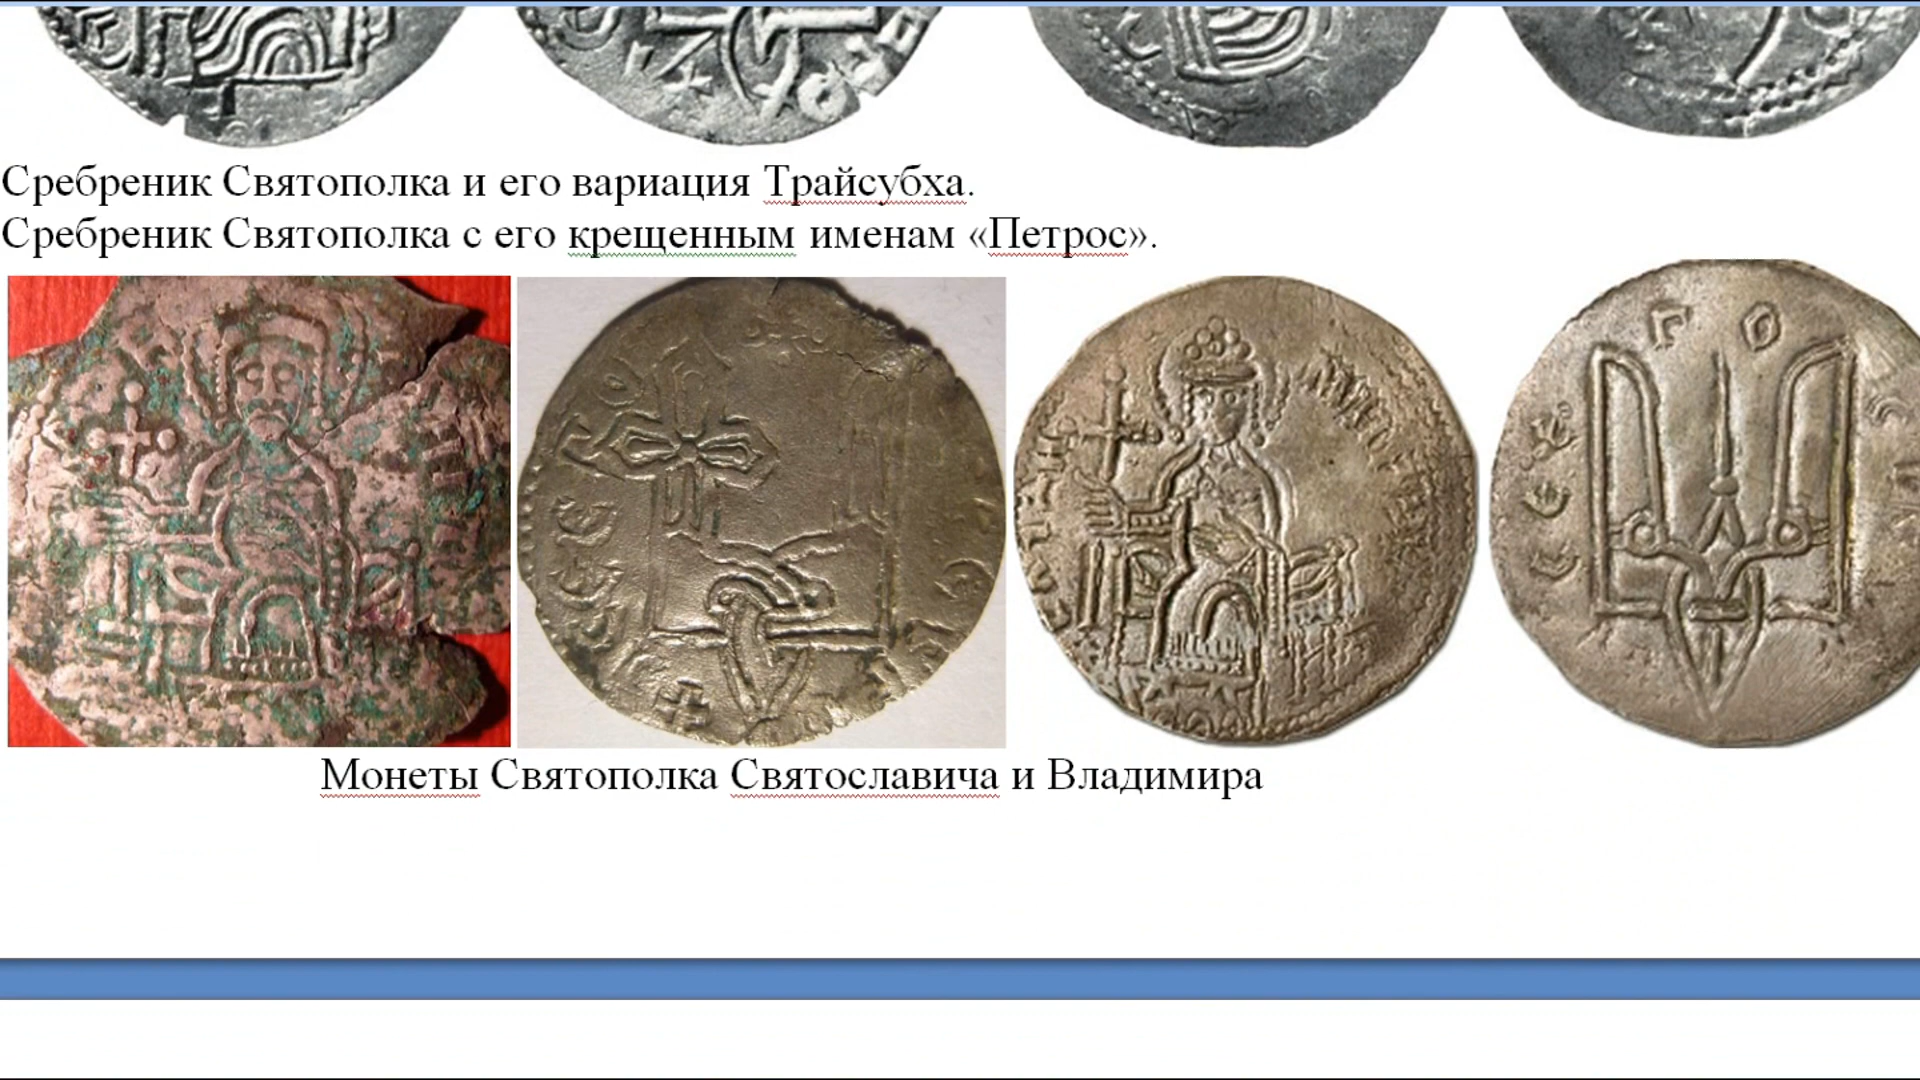 Сребреник Святополка и его вариация Трайсубха.
Сребреник Святополка с его крещенным именам «Петрос».
Монеты Святополка Святославича и Владимира